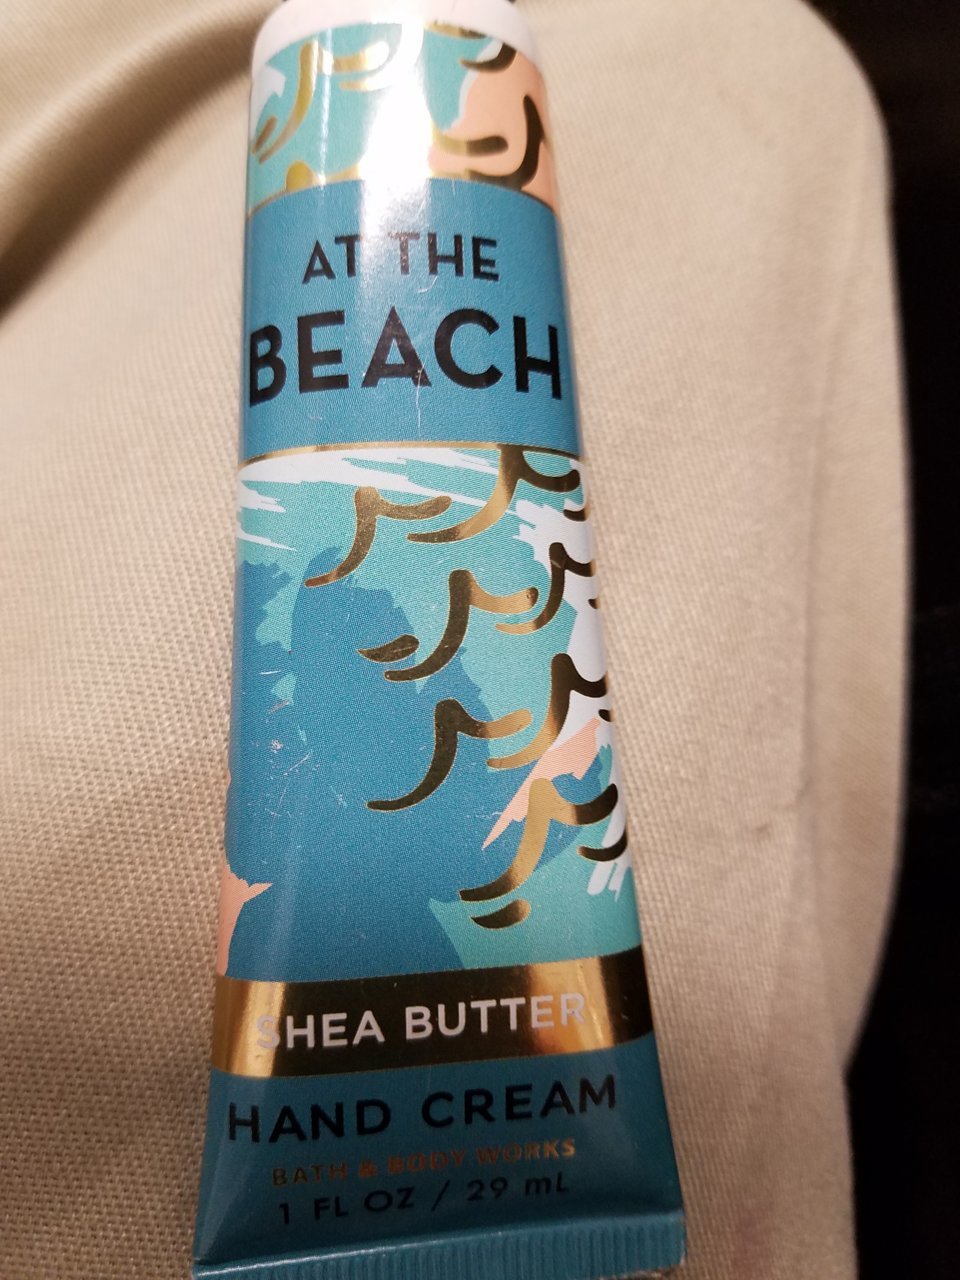 AT THE
BEACH
SHEA BUTTER
HAND CREAM
BATH & BODY WORKS
1 FL OZ / 29 mL